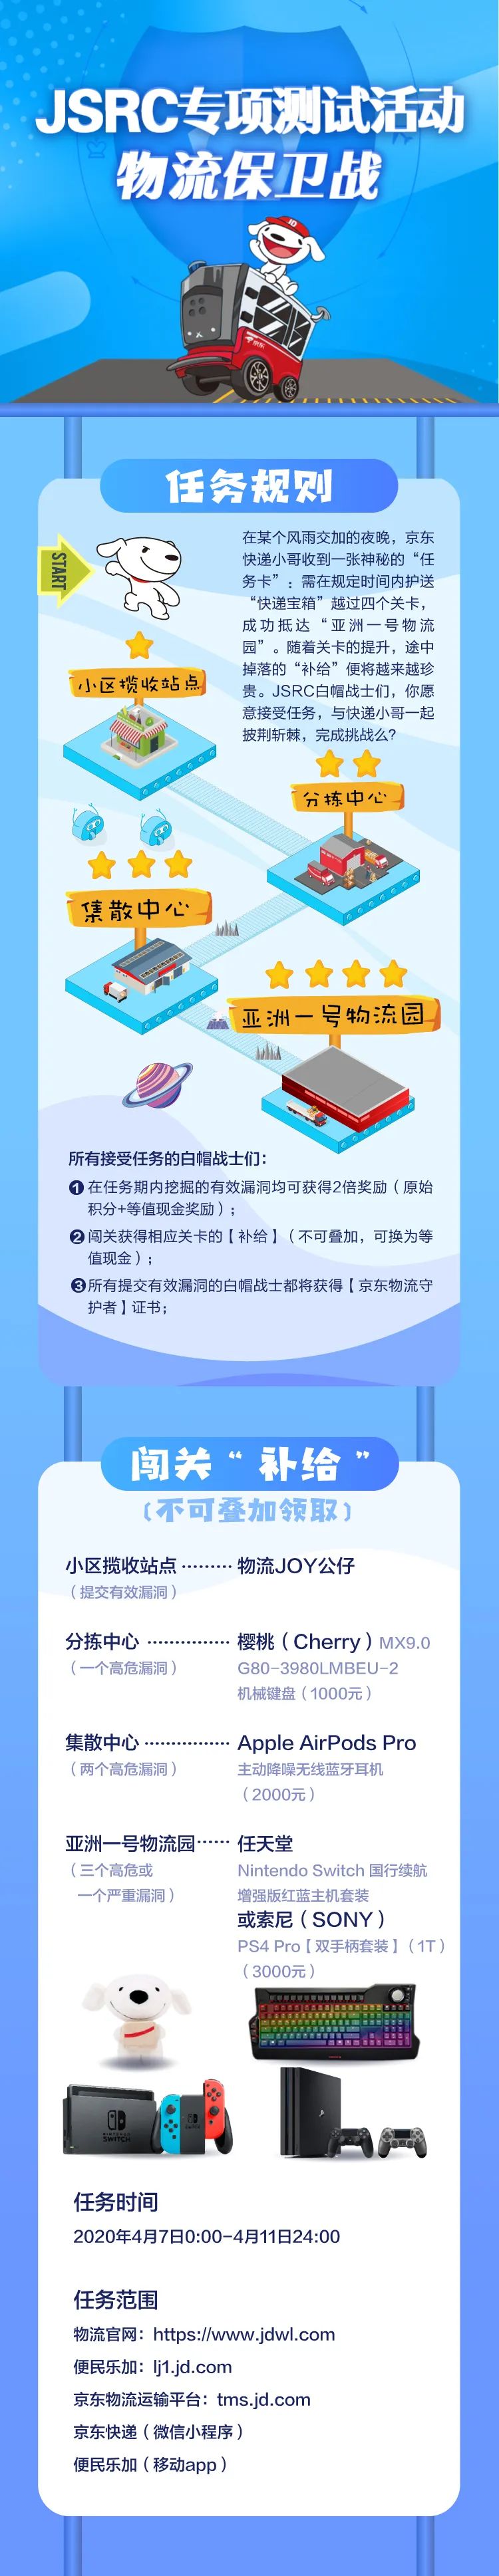 JSRC专项测试活动
物流保卫战
JD
京东
任务规则
START
在某个风雨交加的夜晚，京东
快递小哥收到一张神秘的“任
务卡”：需在规定时间内护送
“快递宝箱”越过四个关卡，
成功抵达“亚洲一号物流
园”。随着关卡的提升，途中
掉落的“补给”便将越来越珍
贵。JSRC白帽战士们，你愿
意接受任务，与快递小哥一起
披荆斩棘，完成挑战么?
小区揽收站点
分拣中心
集散中心
亚洲一号物流园
所有接受任务的白帽战士们：
1 在任务期内挖掘的有效漏洞均可获得2倍奖励（原始
积分+等值现金奖励）；
2 闯关获得相应关卡的【补给】（不可叠加，可换为等
值现金）；
3 所有提交有效漏洞的白帽战士都将获得【京东物流守
护者】证书；
闯关“补给”
（不可叠加领取）
小区揽收站点 ········· 物流JOY公仔
（提交有效漏洞）
分拣中心 ··············· 樱桃（Cherry）MX9.0
（一个高危漏洞） G80-3980LMBEU-2
机械键盘（1000元）
集散中心 ··············· Apple AirPods Pro
（两个高危漏洞） 主动降噪无线蓝牙耳机
（2000元）
亚洲一号物流园 ······ 任天堂
（三个高危或 Nintendo Switch 国行续航
一个严重漏洞） 增强版红蓝主机套装
或索尼（SONY）
PS4 Pro【双手柄套装】（1T）
（3000元）
NINTENDO
SWITCH
任务时间
2020年4月7日0:00-4月11日24:00
任务范围
物流官网：https://www.jdwl.com
便民乐加：lj1.jd.com
京东物流运输平台：tms.jd.com
京东快递（微信小程序）
便民乐加（移动app）